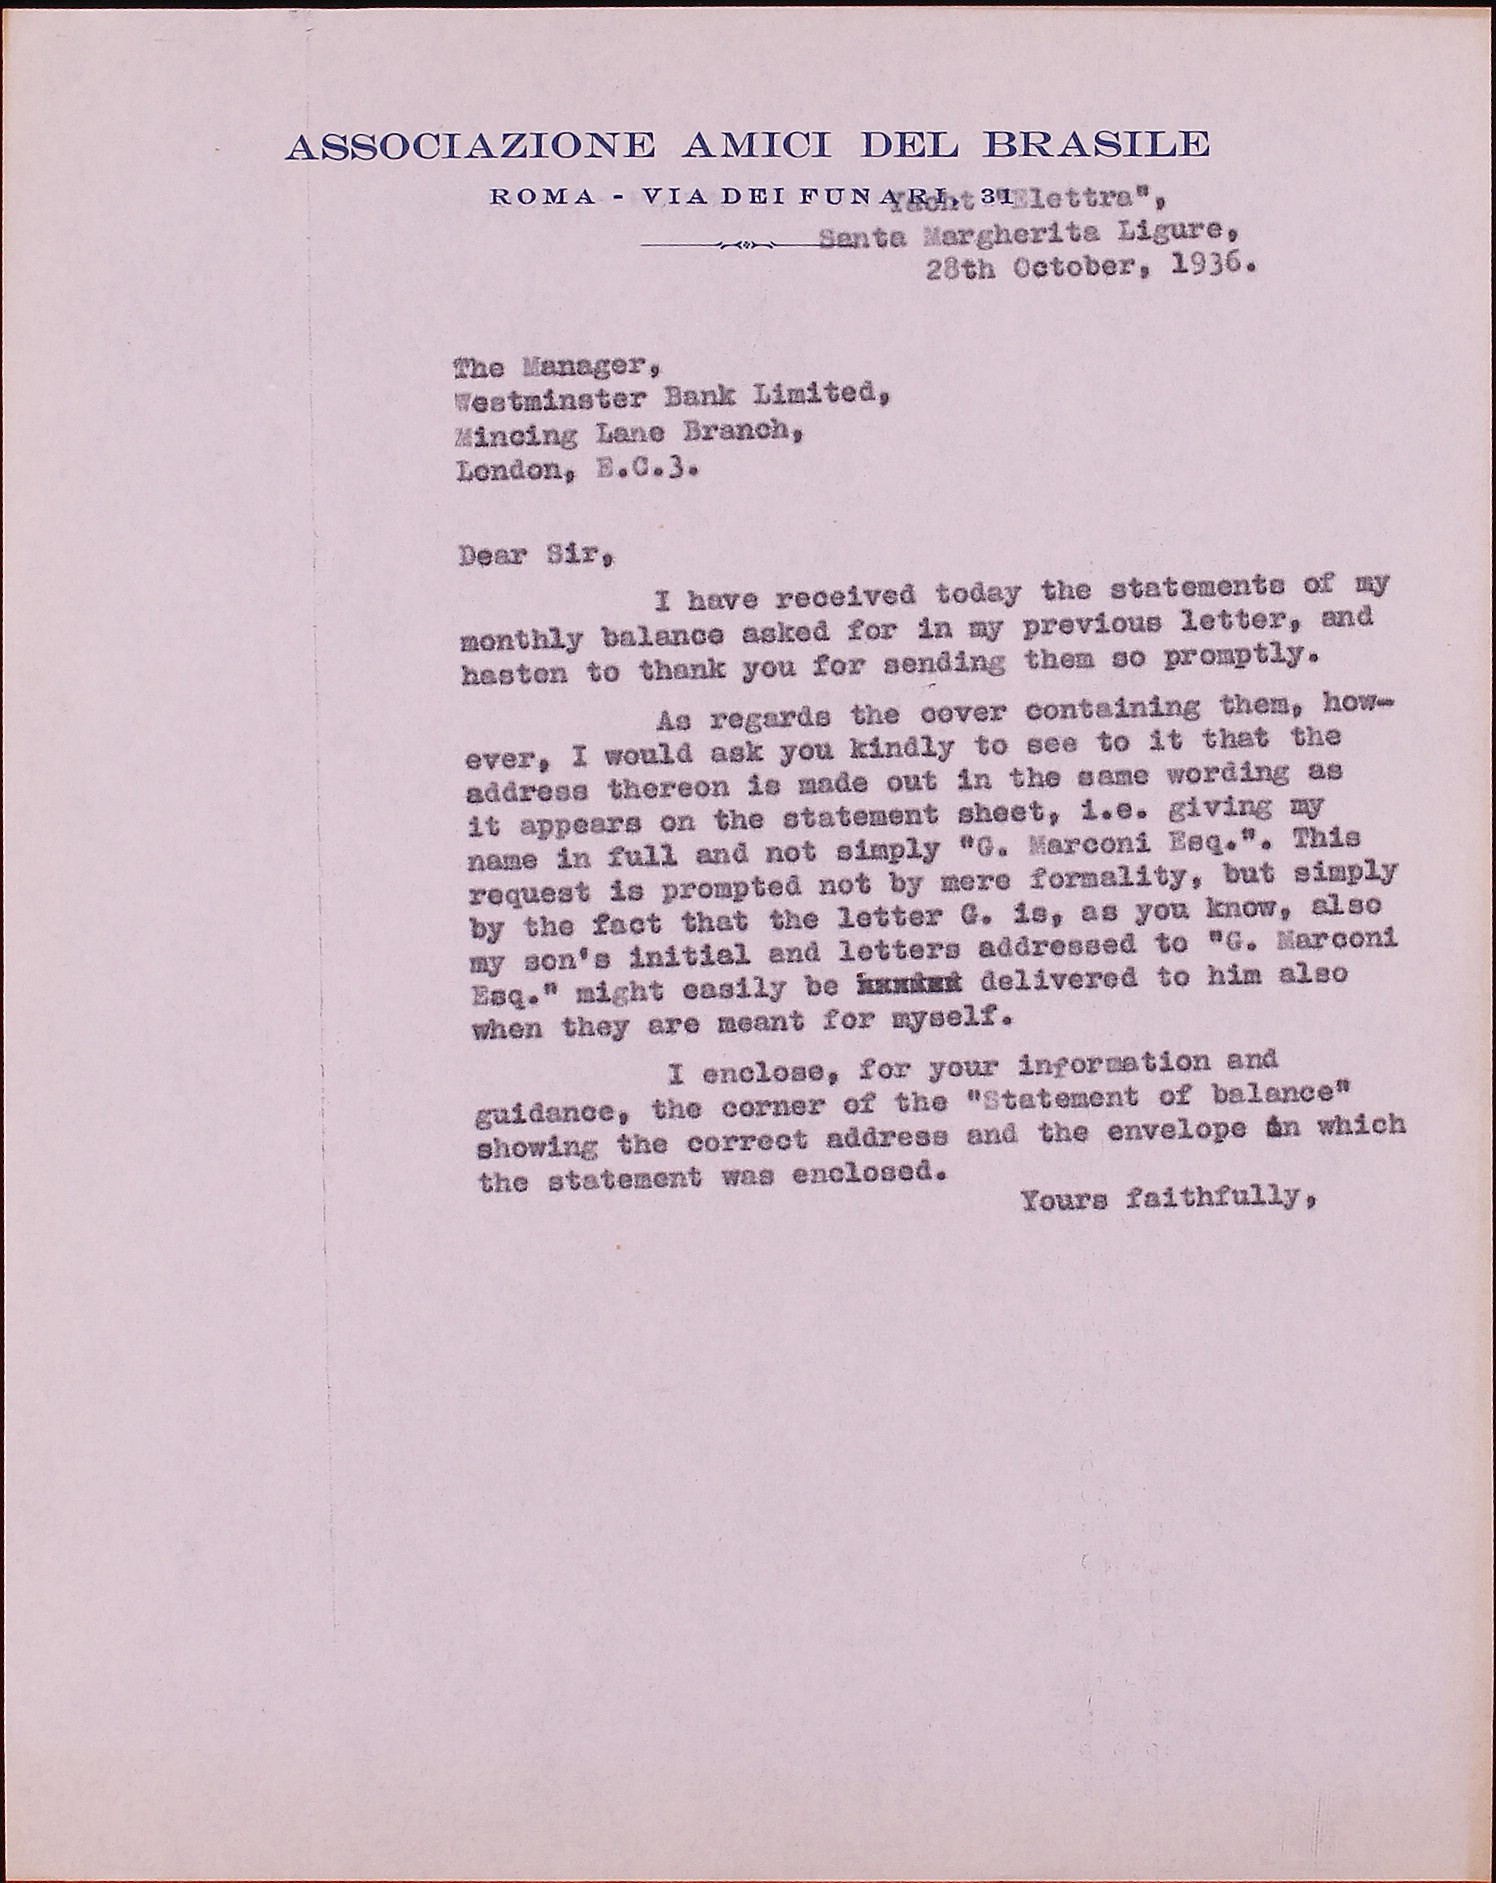 ASSOCIAZIONE AMICI DEL BRASILE
ROMA - VIA DEI FUNARI, 31
Yacht "Elettra",
Santa Margherita Ligure,
28th October, 1936.
The Manager,
Westminster Bank Limited,
Mincing Lane Branch,
London, E.C.3.
Dear Sir,
I have received today the statements of my
monthly balance asked for in my previous letter, and
hasten to thank you for sending them so promptly.
As regards the cover containing them, how-
ever, I would ask you kindly to see to it that the
address thereon is made out in the same wording as
it appears on the statement sheet, i.e. giving my
name in full and not simply "G. Marconi Esq.". This
request is prompted not by mere formality, but simply
by the fact that the letter G. is, as you know, also
my son's initial and letters addressed to "G. Marconi
Esq." might easily be delivered to him also
when they are meant for myself.
I enclose, for your information and
guidance, the corner of the "Statement of balance"
showing the correct address and the envelope in which
the statement was enclosed.
Yours faithfully,